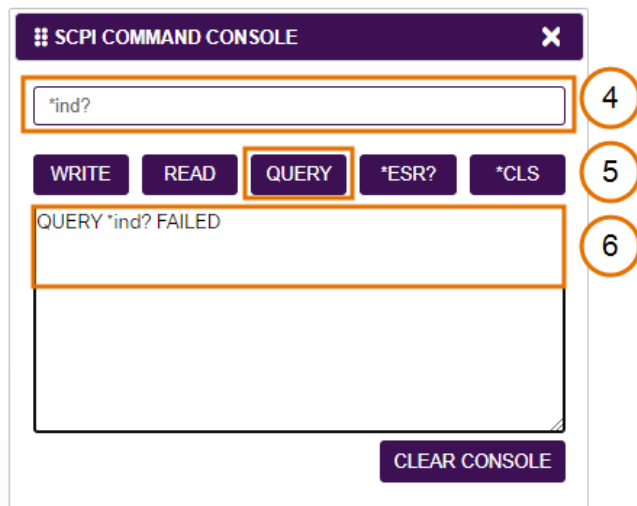 SCPI COMMAND CONSOLE
*ind?
4
WRITE READ QUERY *ESR? *CLS
5
QUERY *ind? FAILED
6
CLEAR CONSOLE